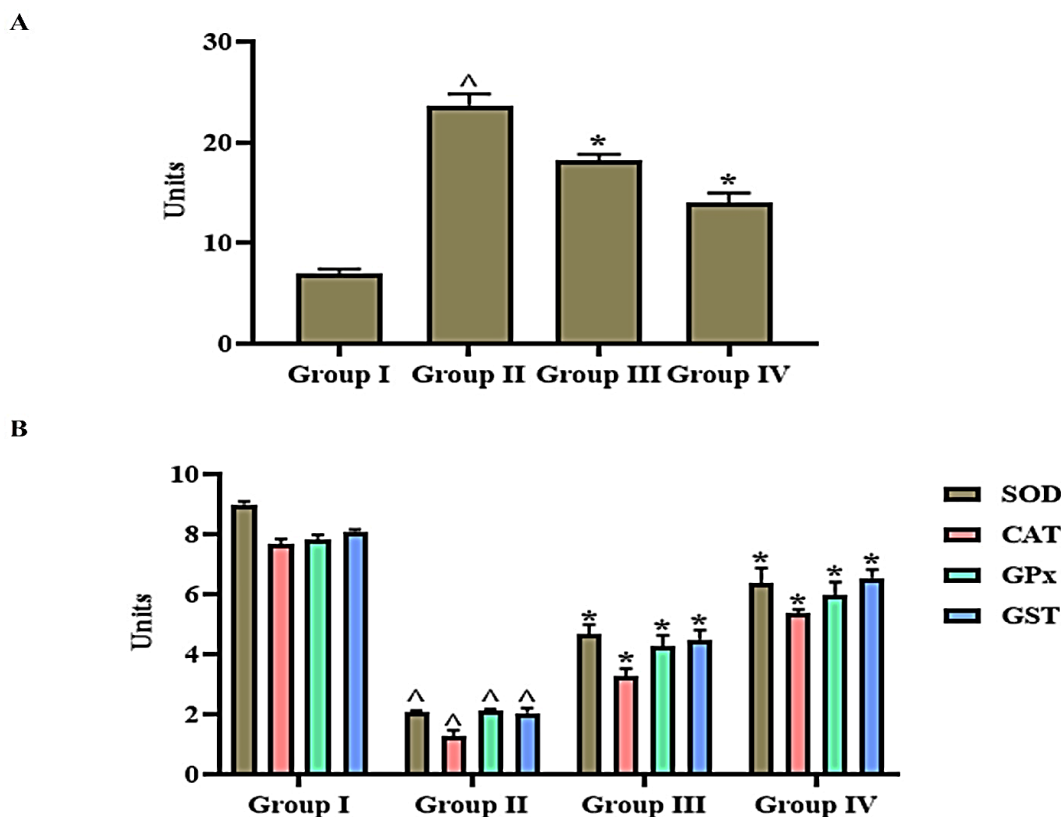 A
30
20
10
0
Units
^
*
*
Group I Group II Group III Group IV
B
10
8
6
4
2
0
Units
^ ^ ^ ^
* * * *
* * * *
Group I Group II Group III Group IV
SOD
CAT
GPx
GST